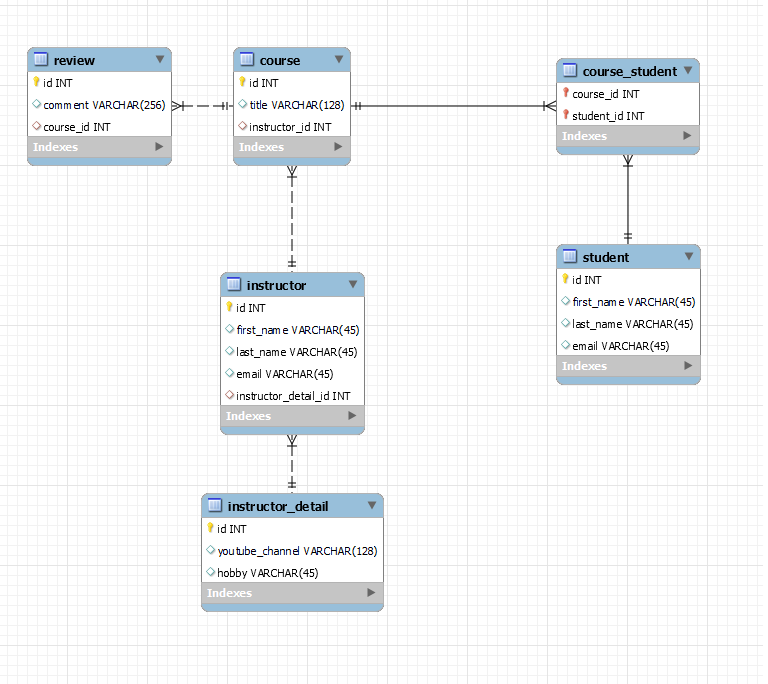 review
id INT
comment VARCHAR(256)
course_id INT
Indexes
course
id INT
title VARCHAR(128)
instructor_id INT
Indexes
course_student
course_id INT
student_id INT
Indexes
student
id INT
first_name VARCHAR(45)
last_name VARCHAR(45)
email VARCHAR(45)
Indexes
instructor
id INT
first_name VARCHAR(45)
last_name VARCHAR(45)
email VARCHAR(45)
instructor_detail_id INT
Indexes
instructor_detail
id INT
youtube_channel VARCHAR(128)
hobby VARCHAR(45)
Indexes